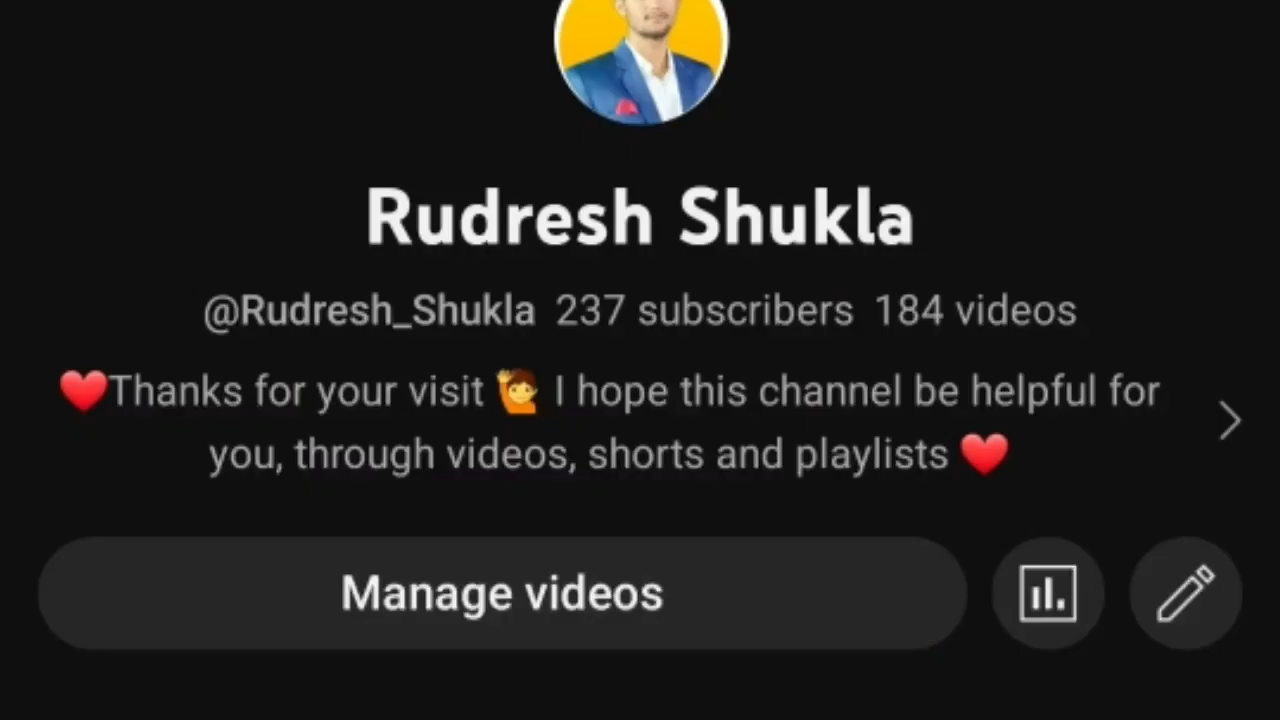 Rudresh Shukla
@Rudresh_Shukla 237 subscribers 184 videos
❤️Thanks for your visit 🙋 I hope this channel be helpful for
you, through videos, shorts and playlists ❤️
Manage videos